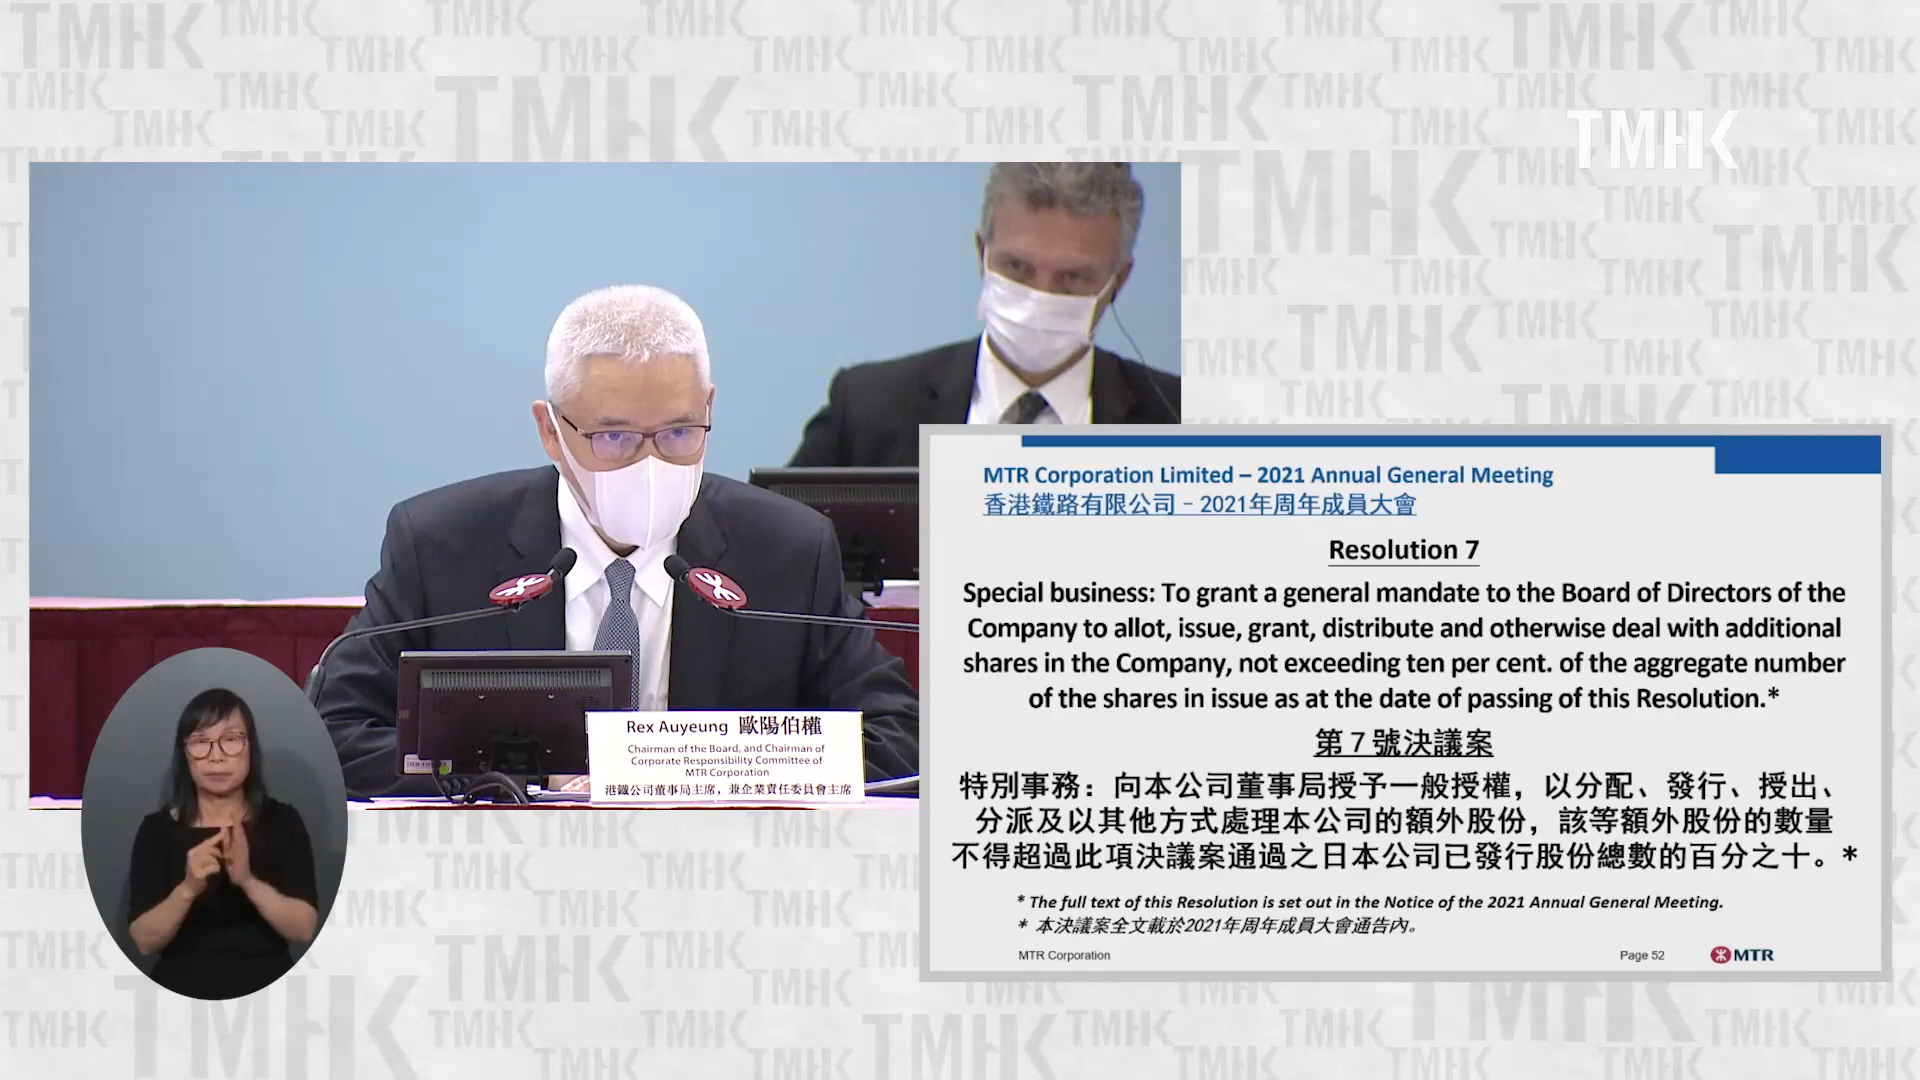 TMHK
Rex Auyeung 歐陽伯權
Chairman of the Board, and Chairman of
Corporate Responsibility Committee of
MTR Corporation
港鐵公司董事局主席，兼企業責任委員會主席
MTR Corporation Limited – 2021 Annual General Meeting
香港鐵路有限公司 – 2021年周年成員大會
Resolution 7
Special business: To grant a general mandate to the Board of Directors of the
Company to allot, issue, grant, distribute and otherwise deal with additional
shares in the Company, not exceeding ten per cent. of the aggregate number
of the shares in issue as at the date of passing of this Resolution.*
第 7 號決議案
特別事務：向本公司董事局授予一般授權，以分配、發行、授出、
分派及以其他方式處理本公司的額外股份，該等額外股份的數量
不得超過此項決議案通過之日本公司已發行股份總數的百分之十。*
* The full text of this Resolution is set out in the Notice of the 2021 Annual General Meeting.
* 本決議案全文載於2021年周年成員大會通告內。
MTR Corporation
Page 52
MTR